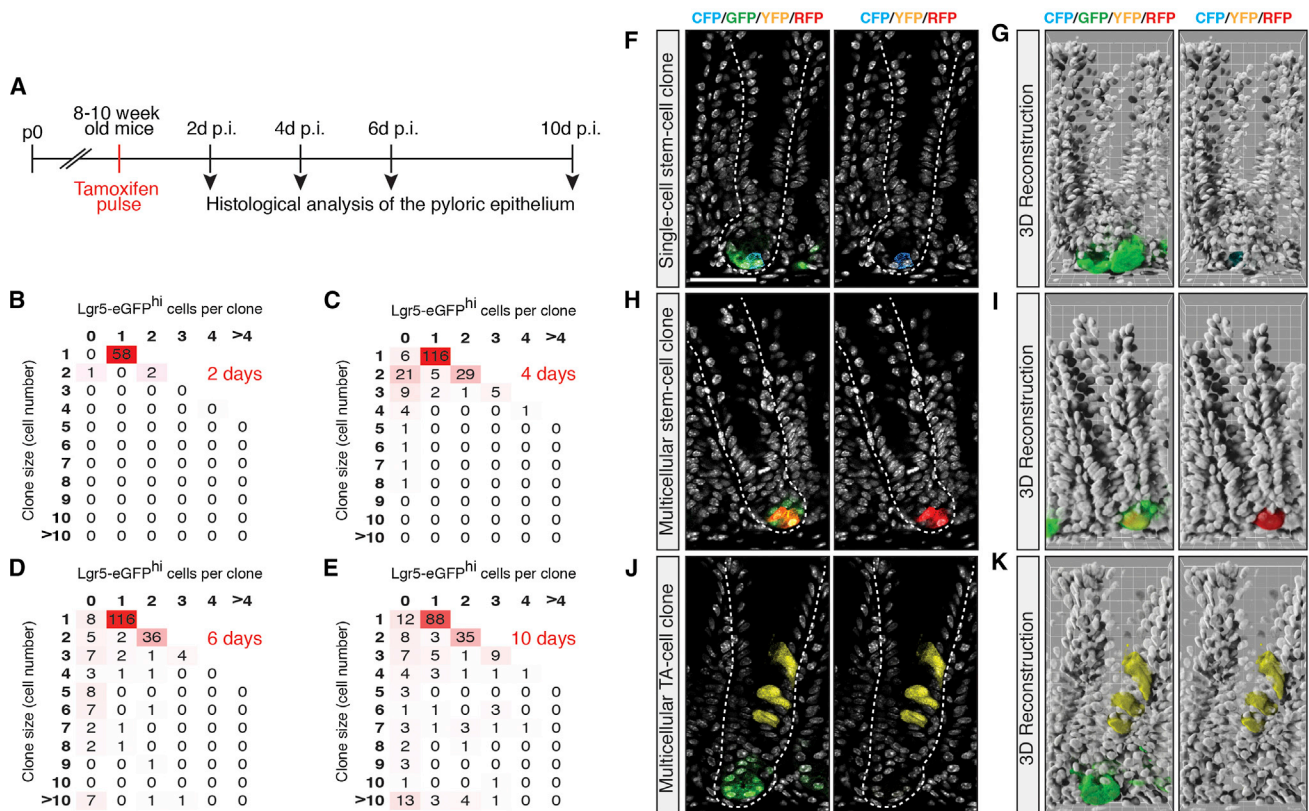 A
p0
8-10 week
old mice
2d p.i.
4d p.i.
6d p.i.
10d p.i.
Tamoxifen
pulse
Histological analysis of the pyloric epithelium
B
Lgr5-eGFPhi cells per clone
Clone size (cell number)
0 1 2 3 4 >4
1 0 58
2 1 0 2
2 days
3 0 0 0 0
4 0 0 0 0 0
5 0 0 0 0 0 0
6 0 0 0 0 0 0
7 0 0 0 0 0 0
8 0 0 0 0 0 0
9 0 0 0 0 0 0
10 0 0 0 0 0 0
>10 0 0 0 0 0 0
C
Lgr5-eGFPhi cells per clone
Clone size (cell number)
0 1 2 3 4 >4
1 6 116
2 21 5 29
4 days
3 9 2 1 5
4 4 0 0 0 1
5 1 0 0 0 0 0
6 1 0 0 0 0 0
7 1 0 0 0 0 0
8 1 0 0 0 0 0
9 0 0 0 0 0 0
10 0 0 0 0 0 0
>10 0 0 0 0 0 0
D
Lgr5-eGFPhi cells per clone
Clone size (cell number)
0 1 2 3 4 >4
1 8 116
2 5 2 36
6 days
3 7 2 1 4
4 3 1 1 0 0
5 8 0 0 0 0 0
6 7 0 1 0 0 0
7 2 1 0 0 0 0
8 2 1 0 0 0 0
9 0 0 1 0 0 0
10 0 0 0 0 0 0
>10 7 0 1 1 0 0
E
Lgr5-eGFPhi cells per clone
Clone size (cell number)
0 1 2 3 4 >4
1 12 88
2 8 3 35
10 days
3 7 5 1 9
4 4 3 1 1 1
5 3 0 0 0 0 0
6 1 1 0 3 0 0
7 3 1 3 1 1 0
8 2 0 1 0 0 0
9 3 0 0 0 0 0
10 1 0 0 1 0 0
>10 13 3 4 1 0 0
CFP/GFP/YFP/RFP
CFP/YFP/RFP
F
Single-cell stem-cell clone
CFP/GFP/YFP/RFP
CFP/YFP/RFP
G
3D Reconstruction
H
Multicellular stem-cell clone
I
3D Reconstruction
J
Multicellular TA-cell clone
K
3D Reconstruction